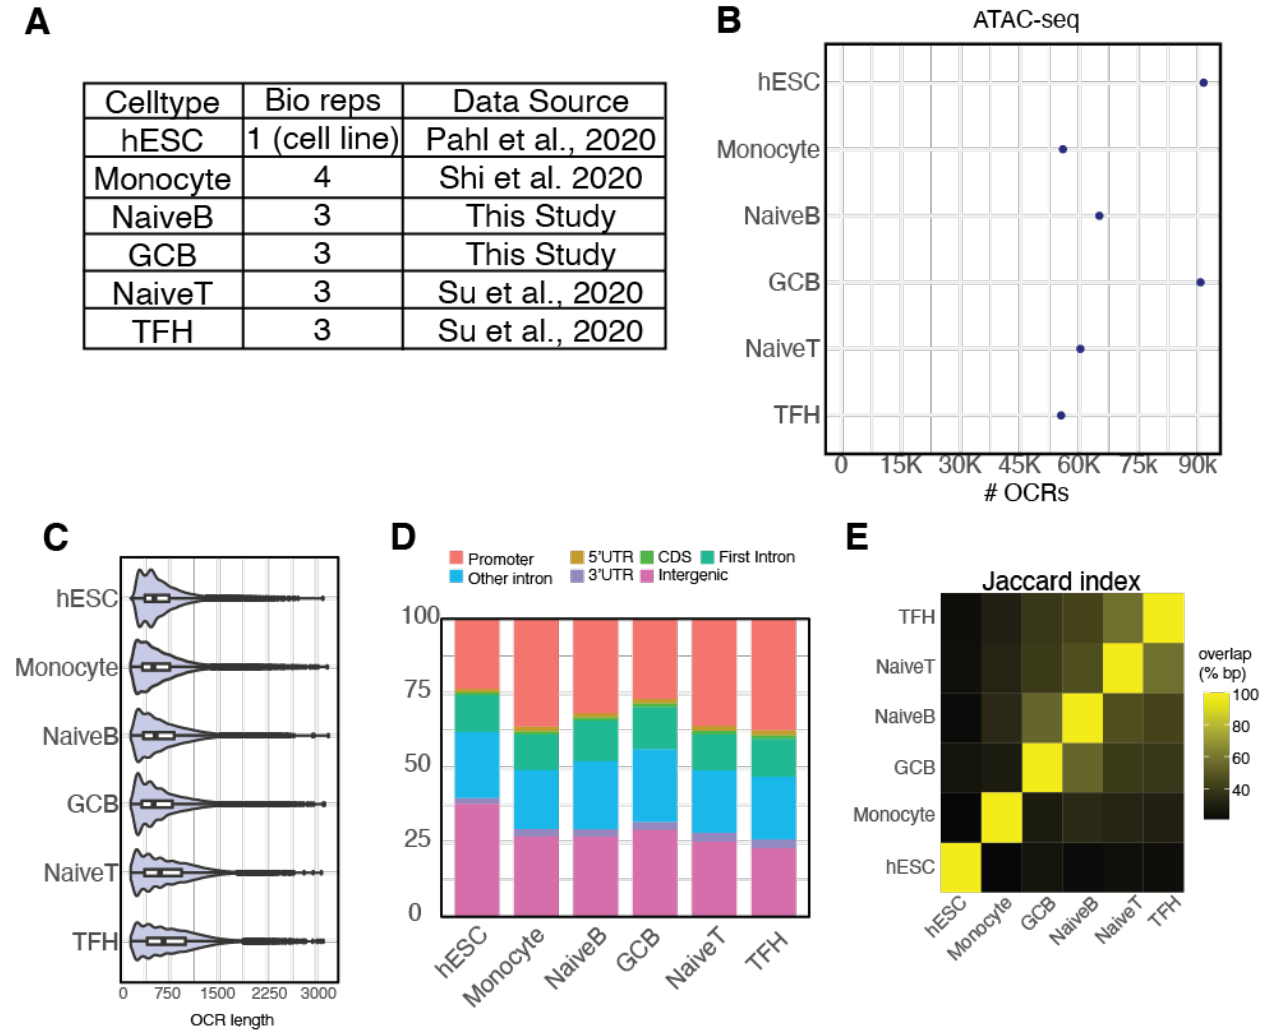 A
Celltype Bio reps Data Source
hESC 1 (cell line) Pahl et al., 2020
Monocyte 4 Shi et al. 2020
NaiveB 3 This Study
GCB 3 This Study
NaiveT 3 Su et al., 2020
TFH 3 Su et al., 2020
B
ATAC-seq
hESC
Monocyte
NaiveB
GCB
NaiveT
TFH
0 15K 30K 45K 60K 75k 90k
# OCRs
C
hESC
Monocyte
NaiveB
GCB
NaiveT
TFH
0 750 1500 2250 3000
OCR length
D
Promoter 5'UTR CDS First Intron
Other intron 3'UTR Intergenic
100
75
50
25
0
hESC Monocyte NaiveB GCB NaiveT TFH
E
Jaccard index
TFH
NaiveT
NaiveB
GCB
Monocyte
hESC
hESC Monocyte GCB NaiveB NaiveT TFH
overlap
(% bp)
100
80
60
40